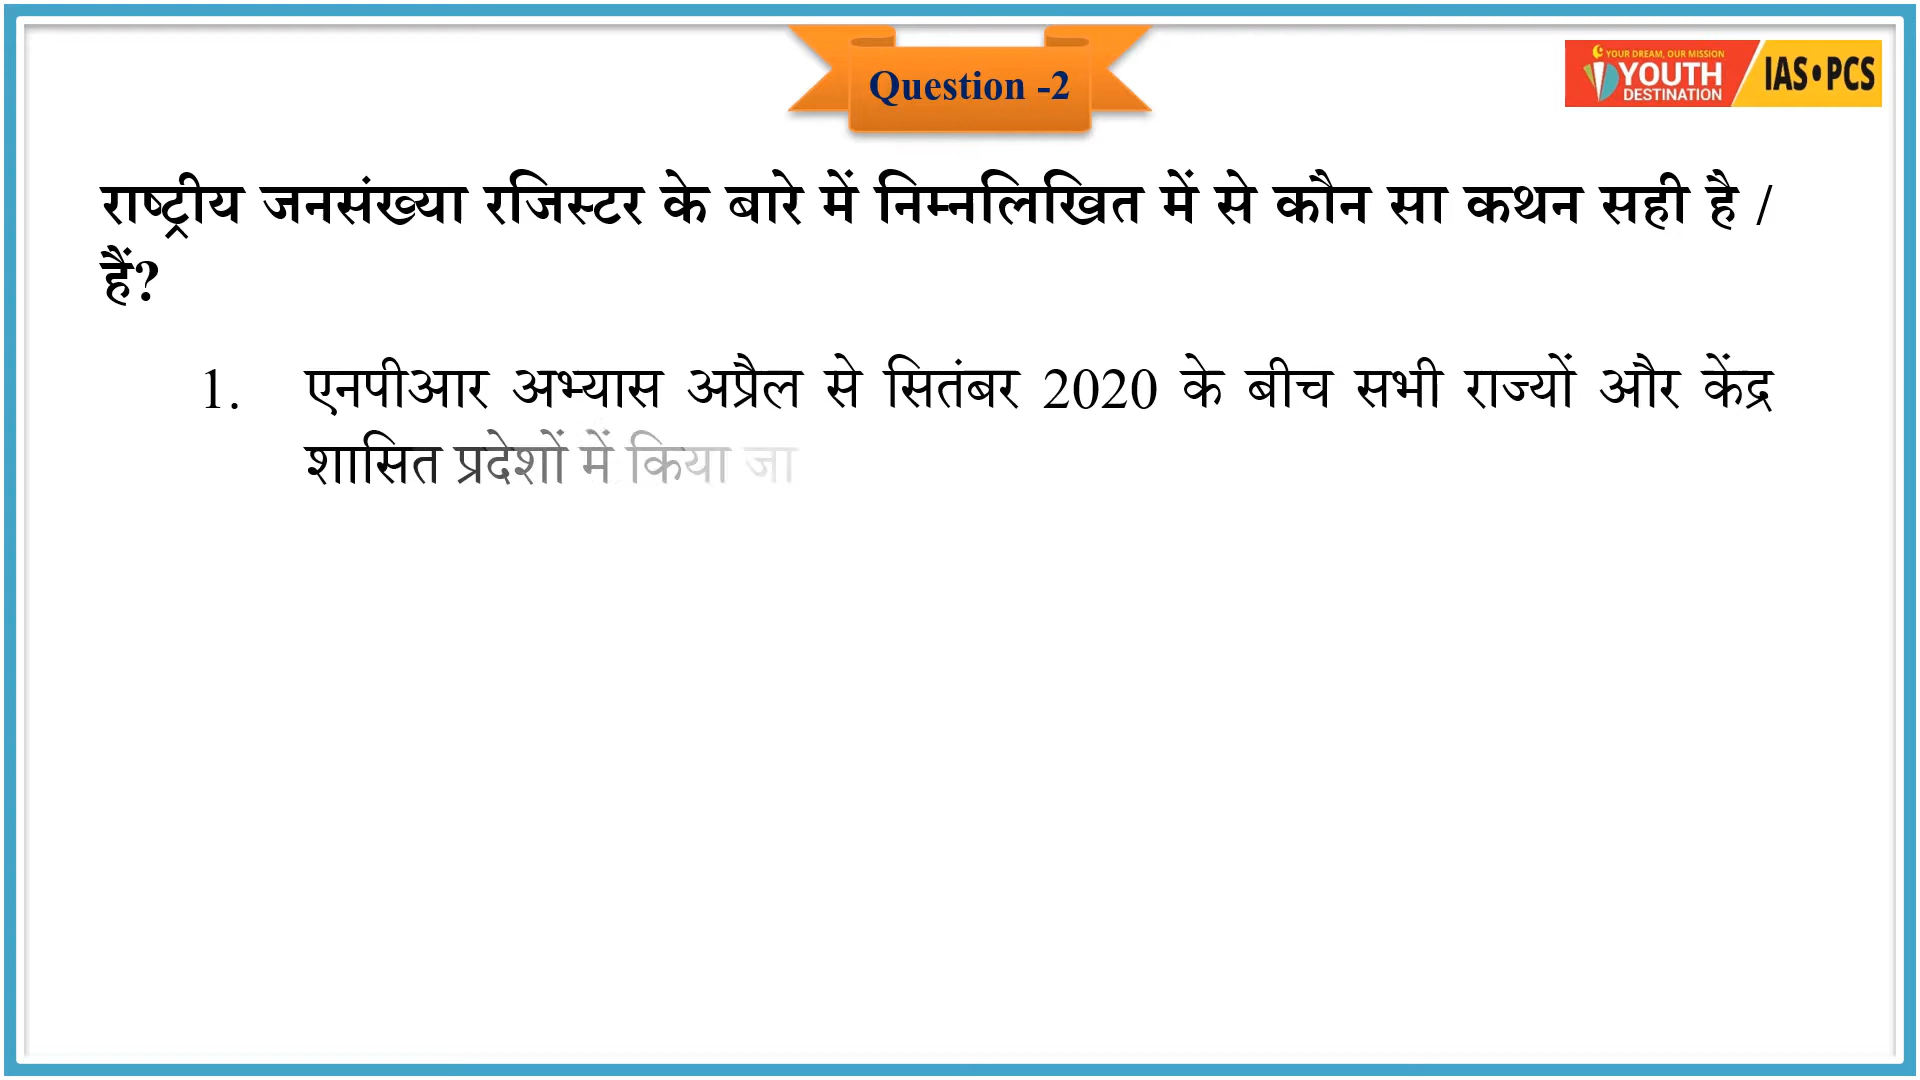 Question -2
YOUR DREAM, OUR MISSION
YOUTH
DESTINATION
IAS•PCS
राष्ट्रीय जनसंख्या रजिस्टर के बारे में निम्नलिखित में से कौन सा कथन सही है /
हैं?
1. एनपीआर अभ्यास अप्रैल से सितंबर 2020 के बीच सभी राज्यों और केंद्र
शासित प्रदेशों में किया जा